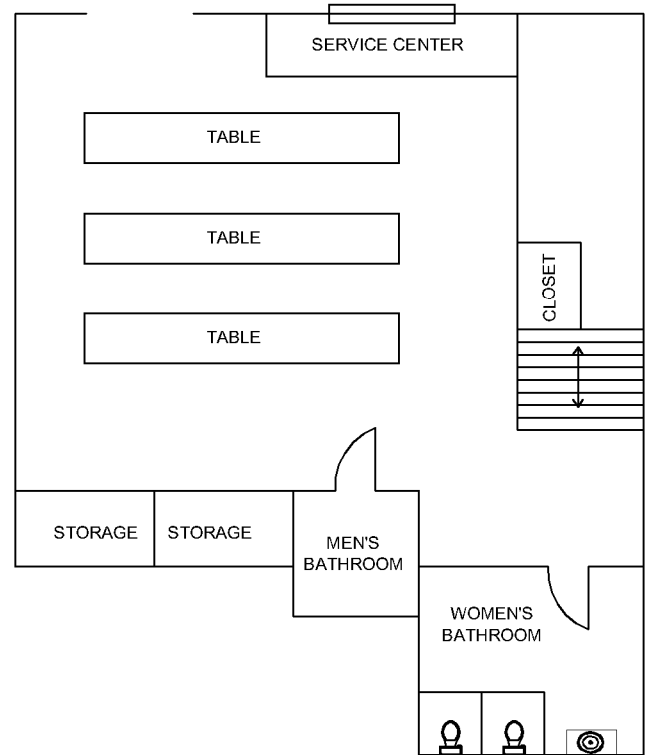 SERVICE CENTER
TABLE
TABLE
CLOSET
TABLE
STORAGE
STORAGE
MEN'S
BATHROOM
WOMEN'S
BATHROOM